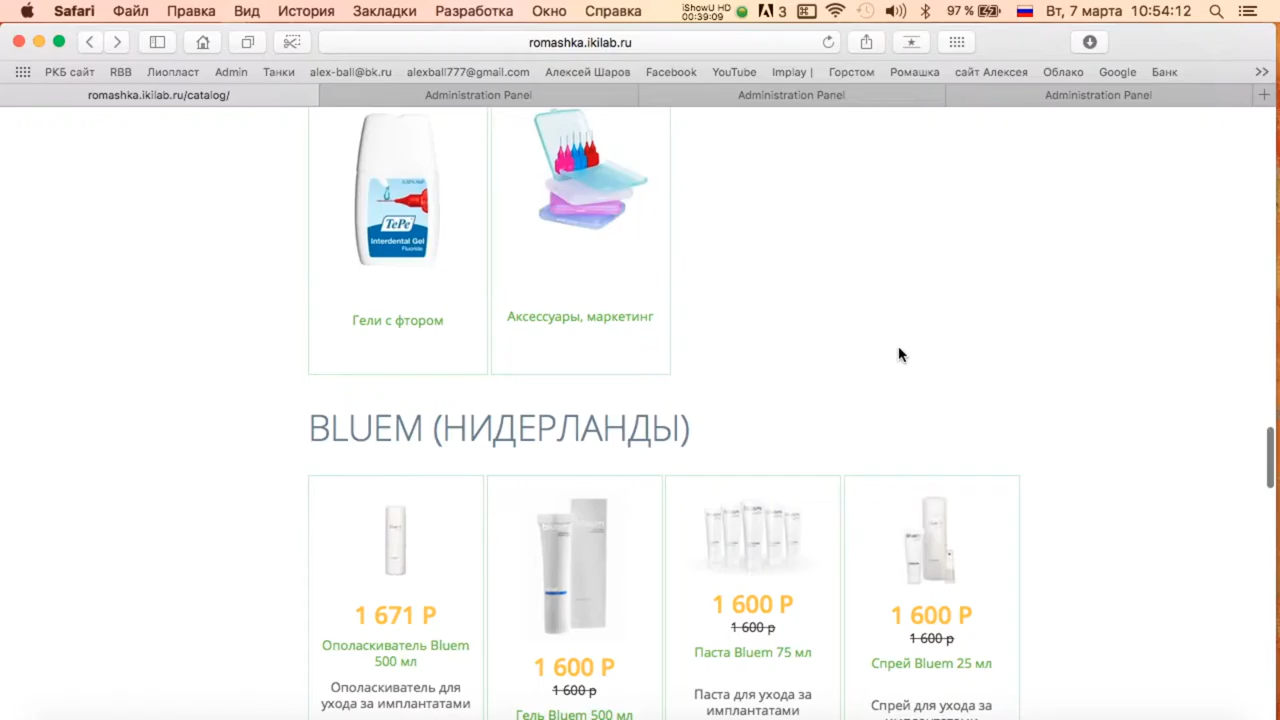 Safari Файл Правка Вид История Закладки Разработка Окно Справка iShowU HD 00:39:09 3 97 % Вт, 7 марта 10:54:12
romashka.ikilab.ru
РКБ сайт RBB Лиопласт Admin Танки alex-ball@bk.ru alexball777@gmail.com Алексей Шаров Facebook YouTube Implay | Горстом Ромашка сайт Алексея Облако Google Банк
romashka.ikilab.ru/catalog/ Administration Panel Administration Panel Administration Panel
TePe
Interdental Gel
Fluoride
Гели с фтором Аксессуары, маркетинг
BLUEM (НИДЕРЛАНДЫ)
1 671 Р
Ополаскиватель Bluem
500 мл
Ополаскиватель для
ухода за имплантатами
1 600 Р
1 600 р
Гель Bluem 500 мл
1 600 Р
1 600 р
Паста Bluem 75 мл
Паста для ухода за
имплантатами
1 600 Р
1 600 р
Спрей Bluem 25 мл
Спрей для ухода за